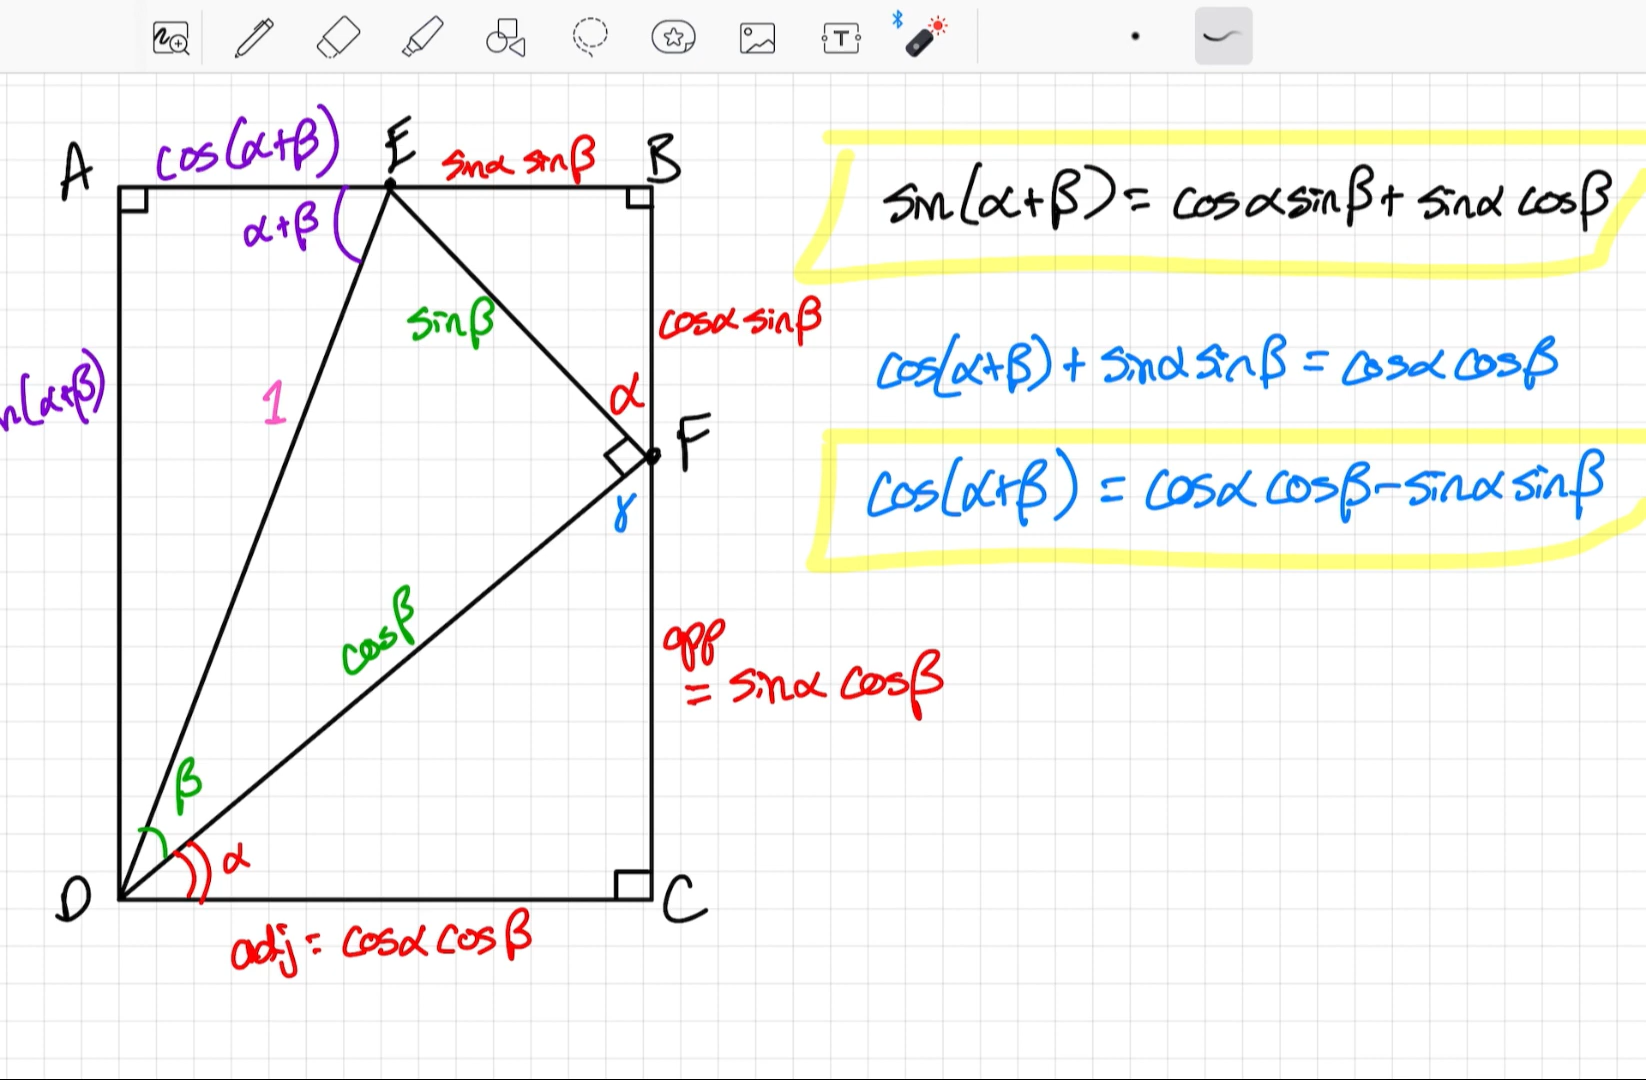 A
cos(α+β)
E
sinα sinβ
B
α+β
sin(α+β) = cosα sinβ + sinα cosβ
sinβ
cosα sinβ
cos(α+β) + sinα sinβ = cosα cosβ
n(α+β)
1
α
F
cos(α+β) = cosα cosβ - sinα sinβ
γ
cosβ
opp
= sinα cosβ
β
α
D
C
adj = cosα cosβ
T